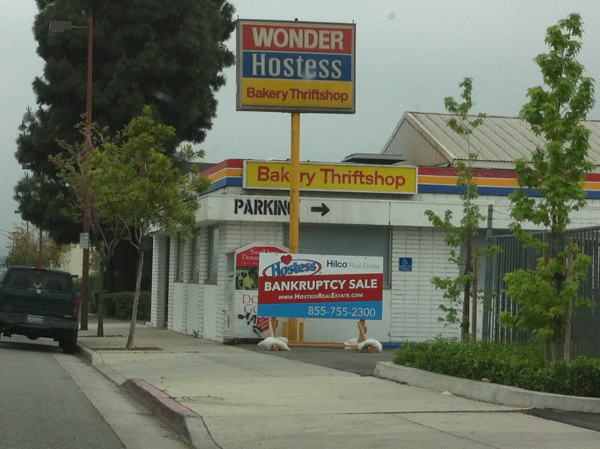 WONDER
Hostess
Bakery Thriftshop
Bakery Thriftshop
PARKING
Hostess Hilco Real Estate
BANKRUPTCY SALE
WWW.HOSTESSREALESTATE.COM
855-755-2300